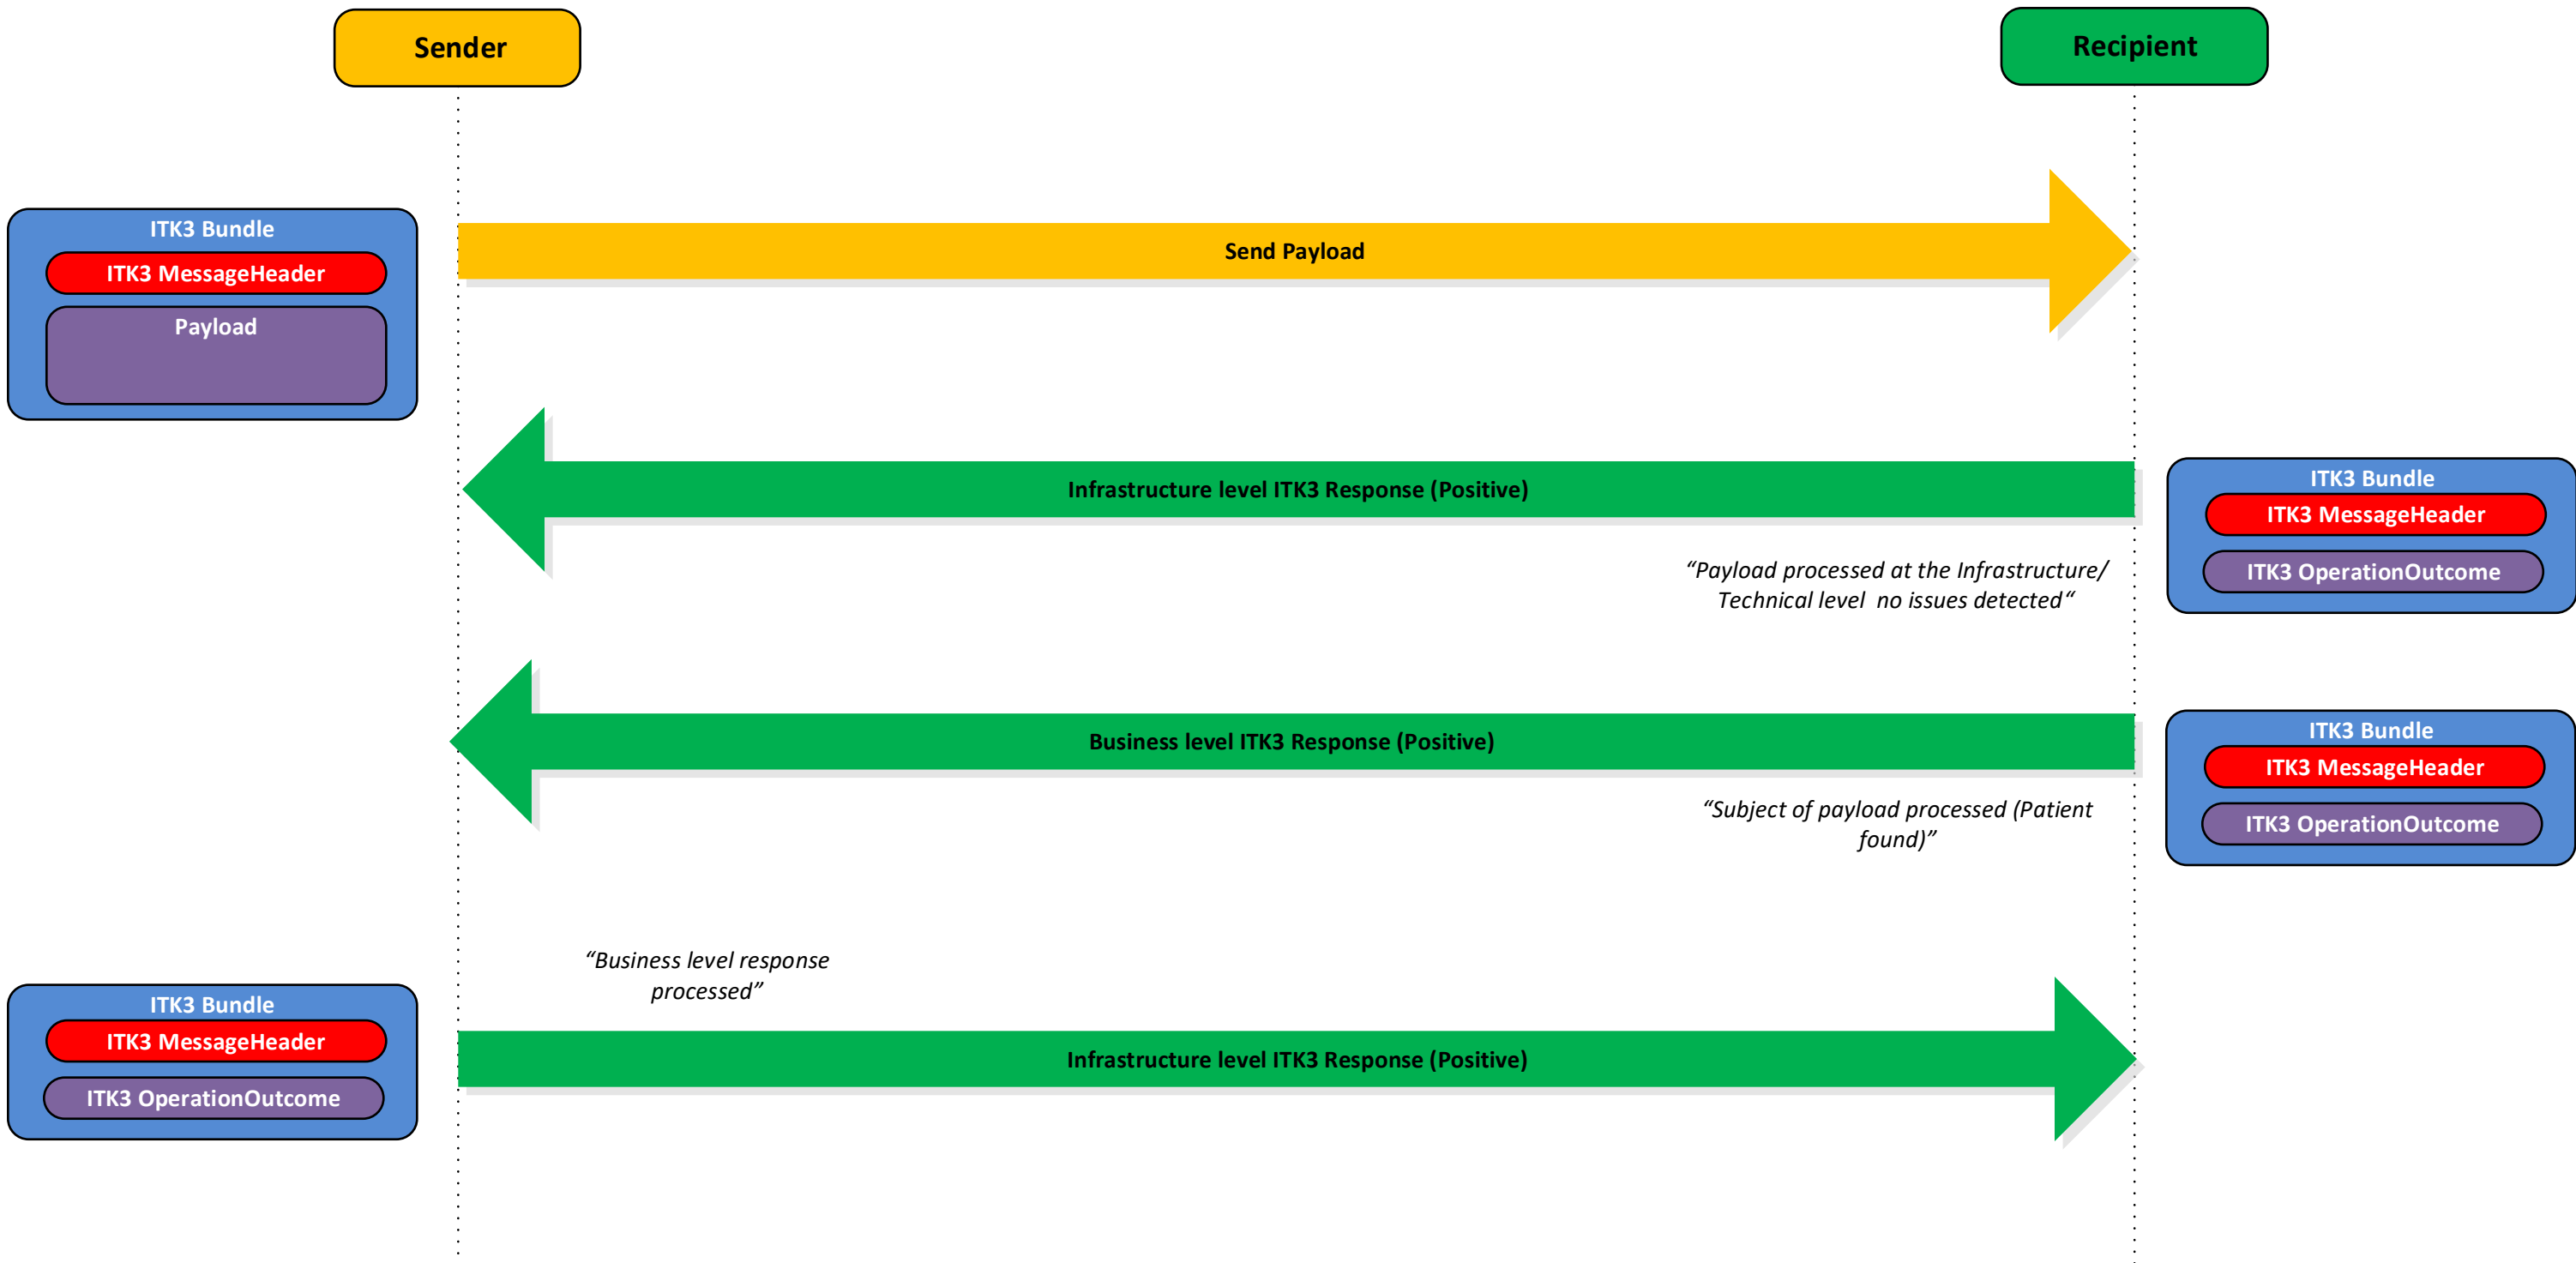 Sender
Recipient
ITK3 Bundle
ITK3 MessageHeader
Payload
Send Payload
Infrastructure level ITK3 Response (Positive)
ITK3 Bundle
ITK3 MessageHeader
ITK3 OperationOutcome
“Payload processed at the Infrastructure/
Technical level  no issues detected“
Business level ITK3 Response (Positive)
ITK3 Bundle
ITK3 MessageHeader
ITK3 OperationOutcome
“Subject of payload processed (Patient
found)”
“Business level response
processed”
ITK3 Bundle
ITK3 MessageHeader
ITK3 OperationOutcome
Infrastructure level ITK3 Response (Positive)